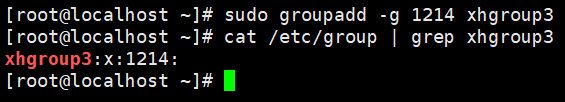 [root@localhost ~]# sudo groupadd -g 1214 xhgroup3
[root@localhost ~]# cat /etc/group | grep xhgroup3
xhgroup3:x:1214:
[root@localhost ~]#